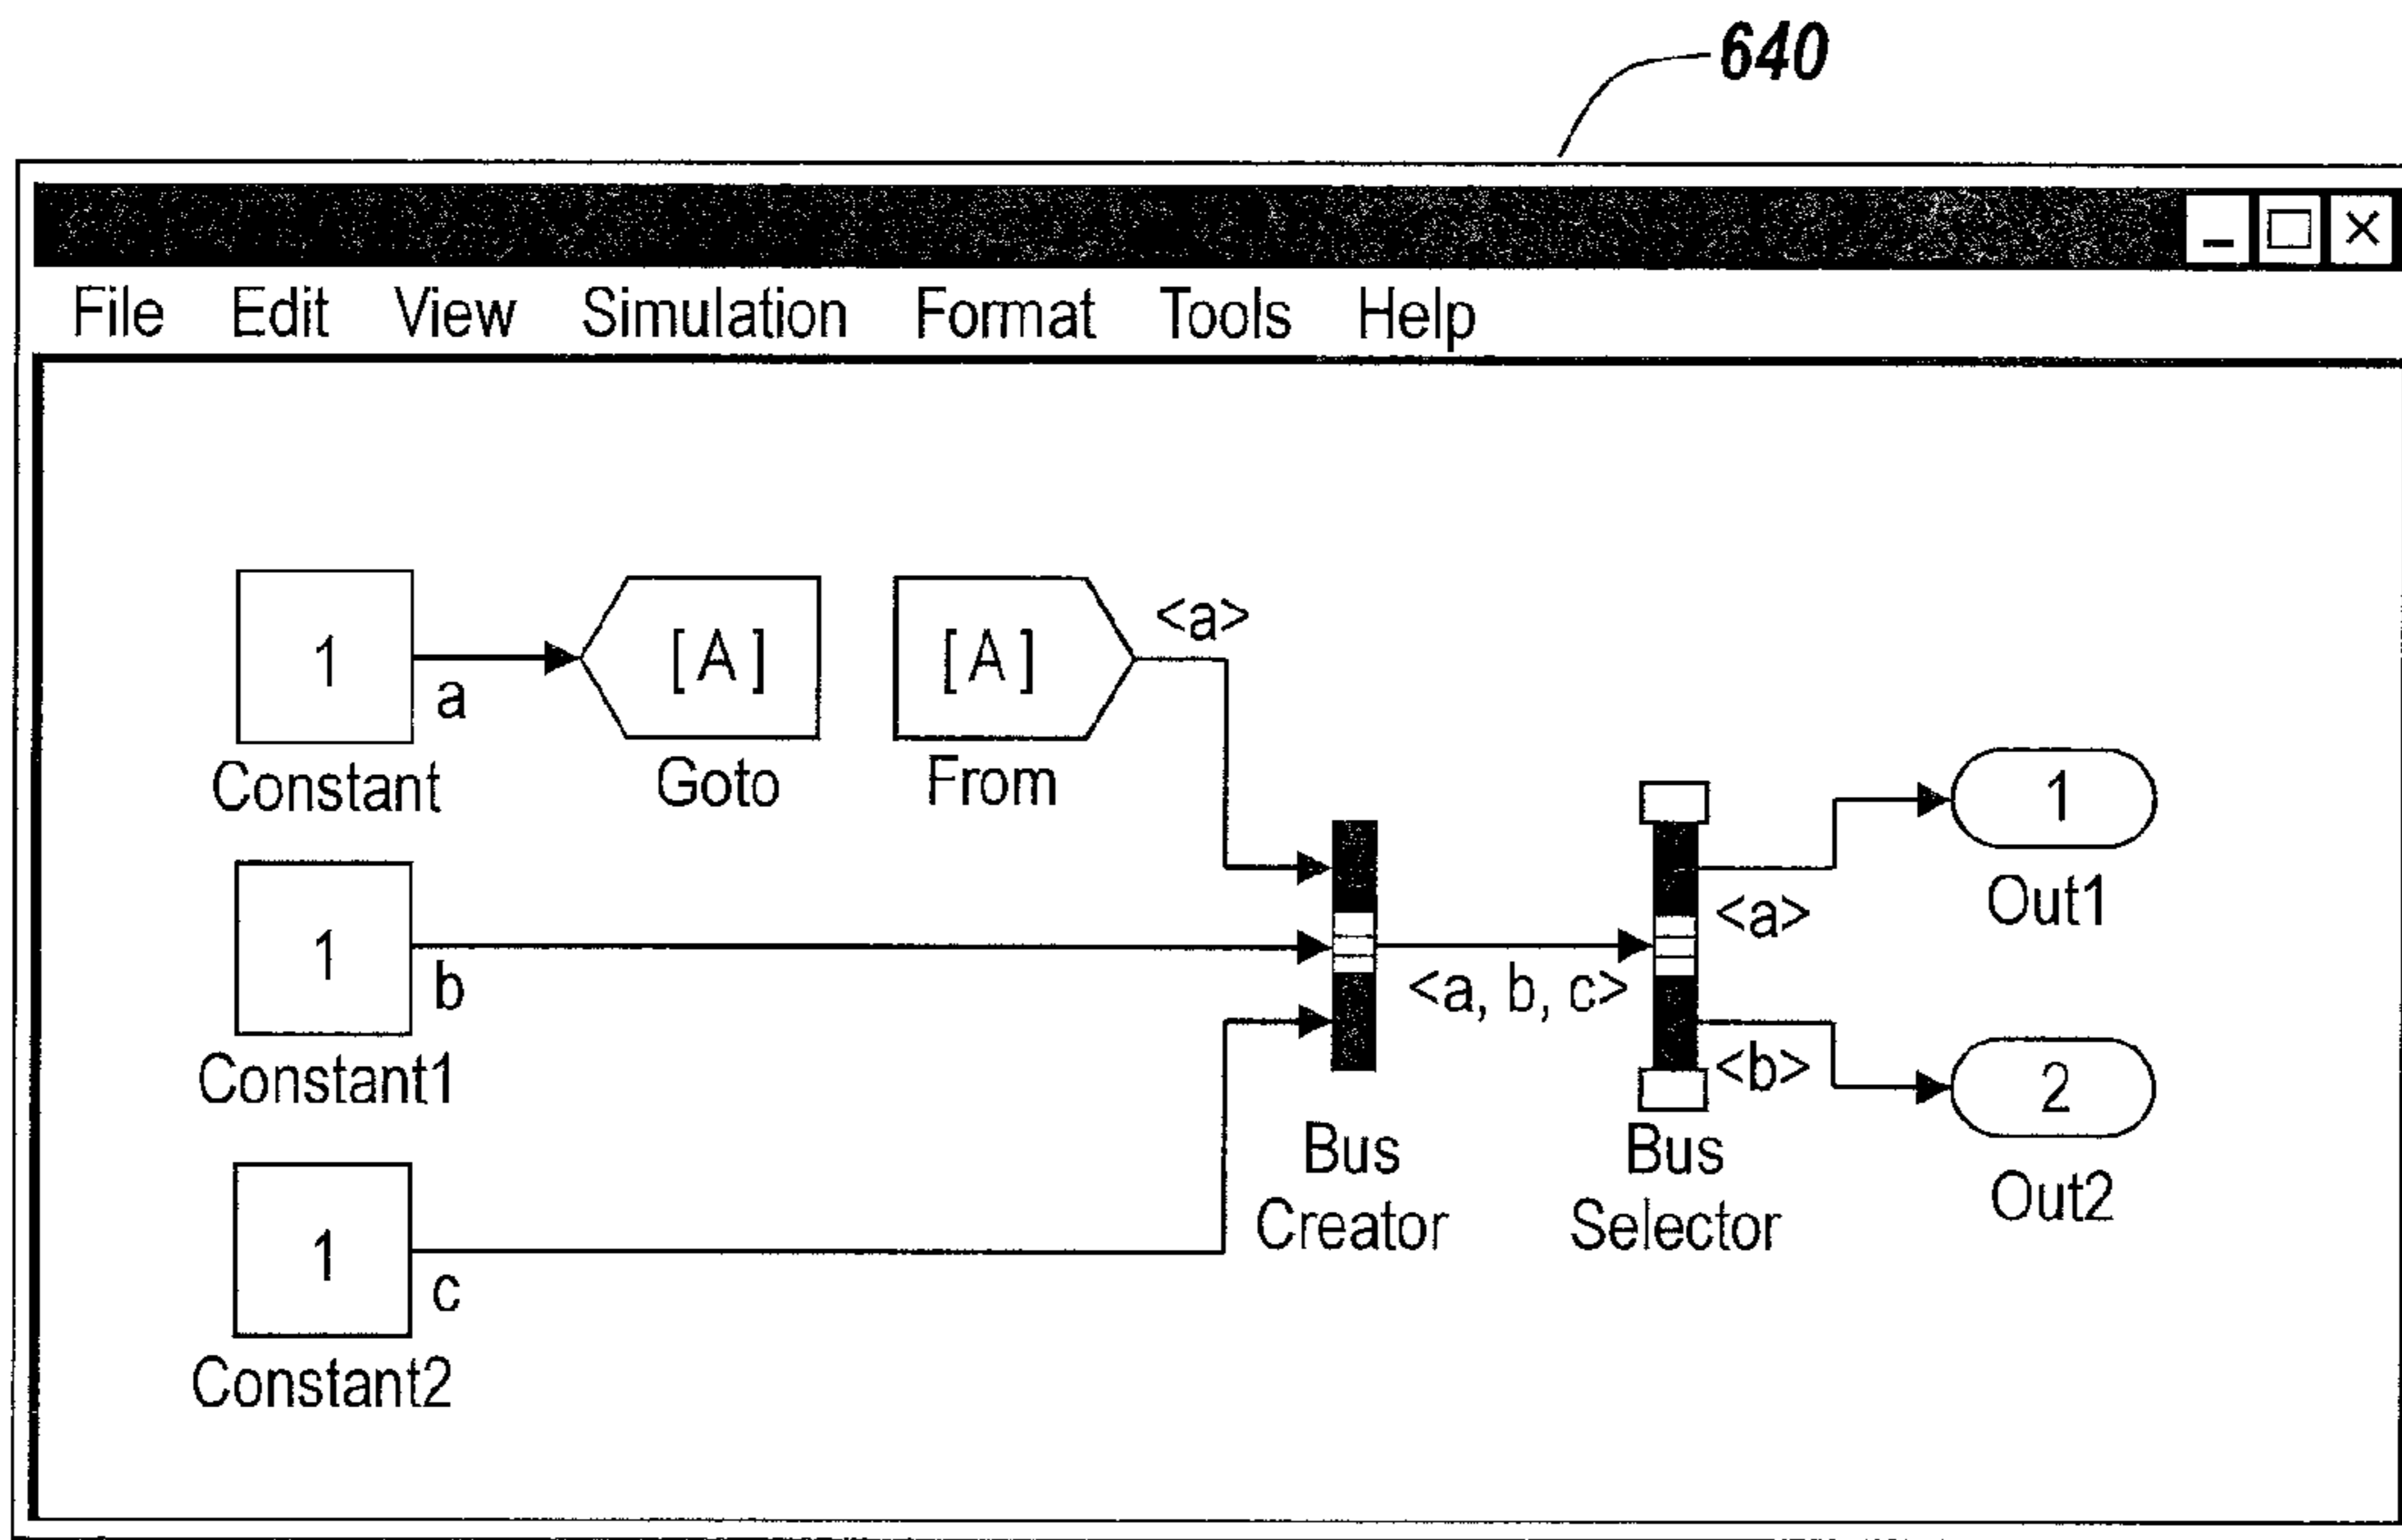 640
File Edit View Simulation Format Tools Help
1
a
[A]
[A]
<a>
Constant
Goto
From
1
Out1
1
b
<a, b, c>
<a>
<b>
Constant1
2
Out2
Bus
Creator
Bus
Selector
1
c
Constant2